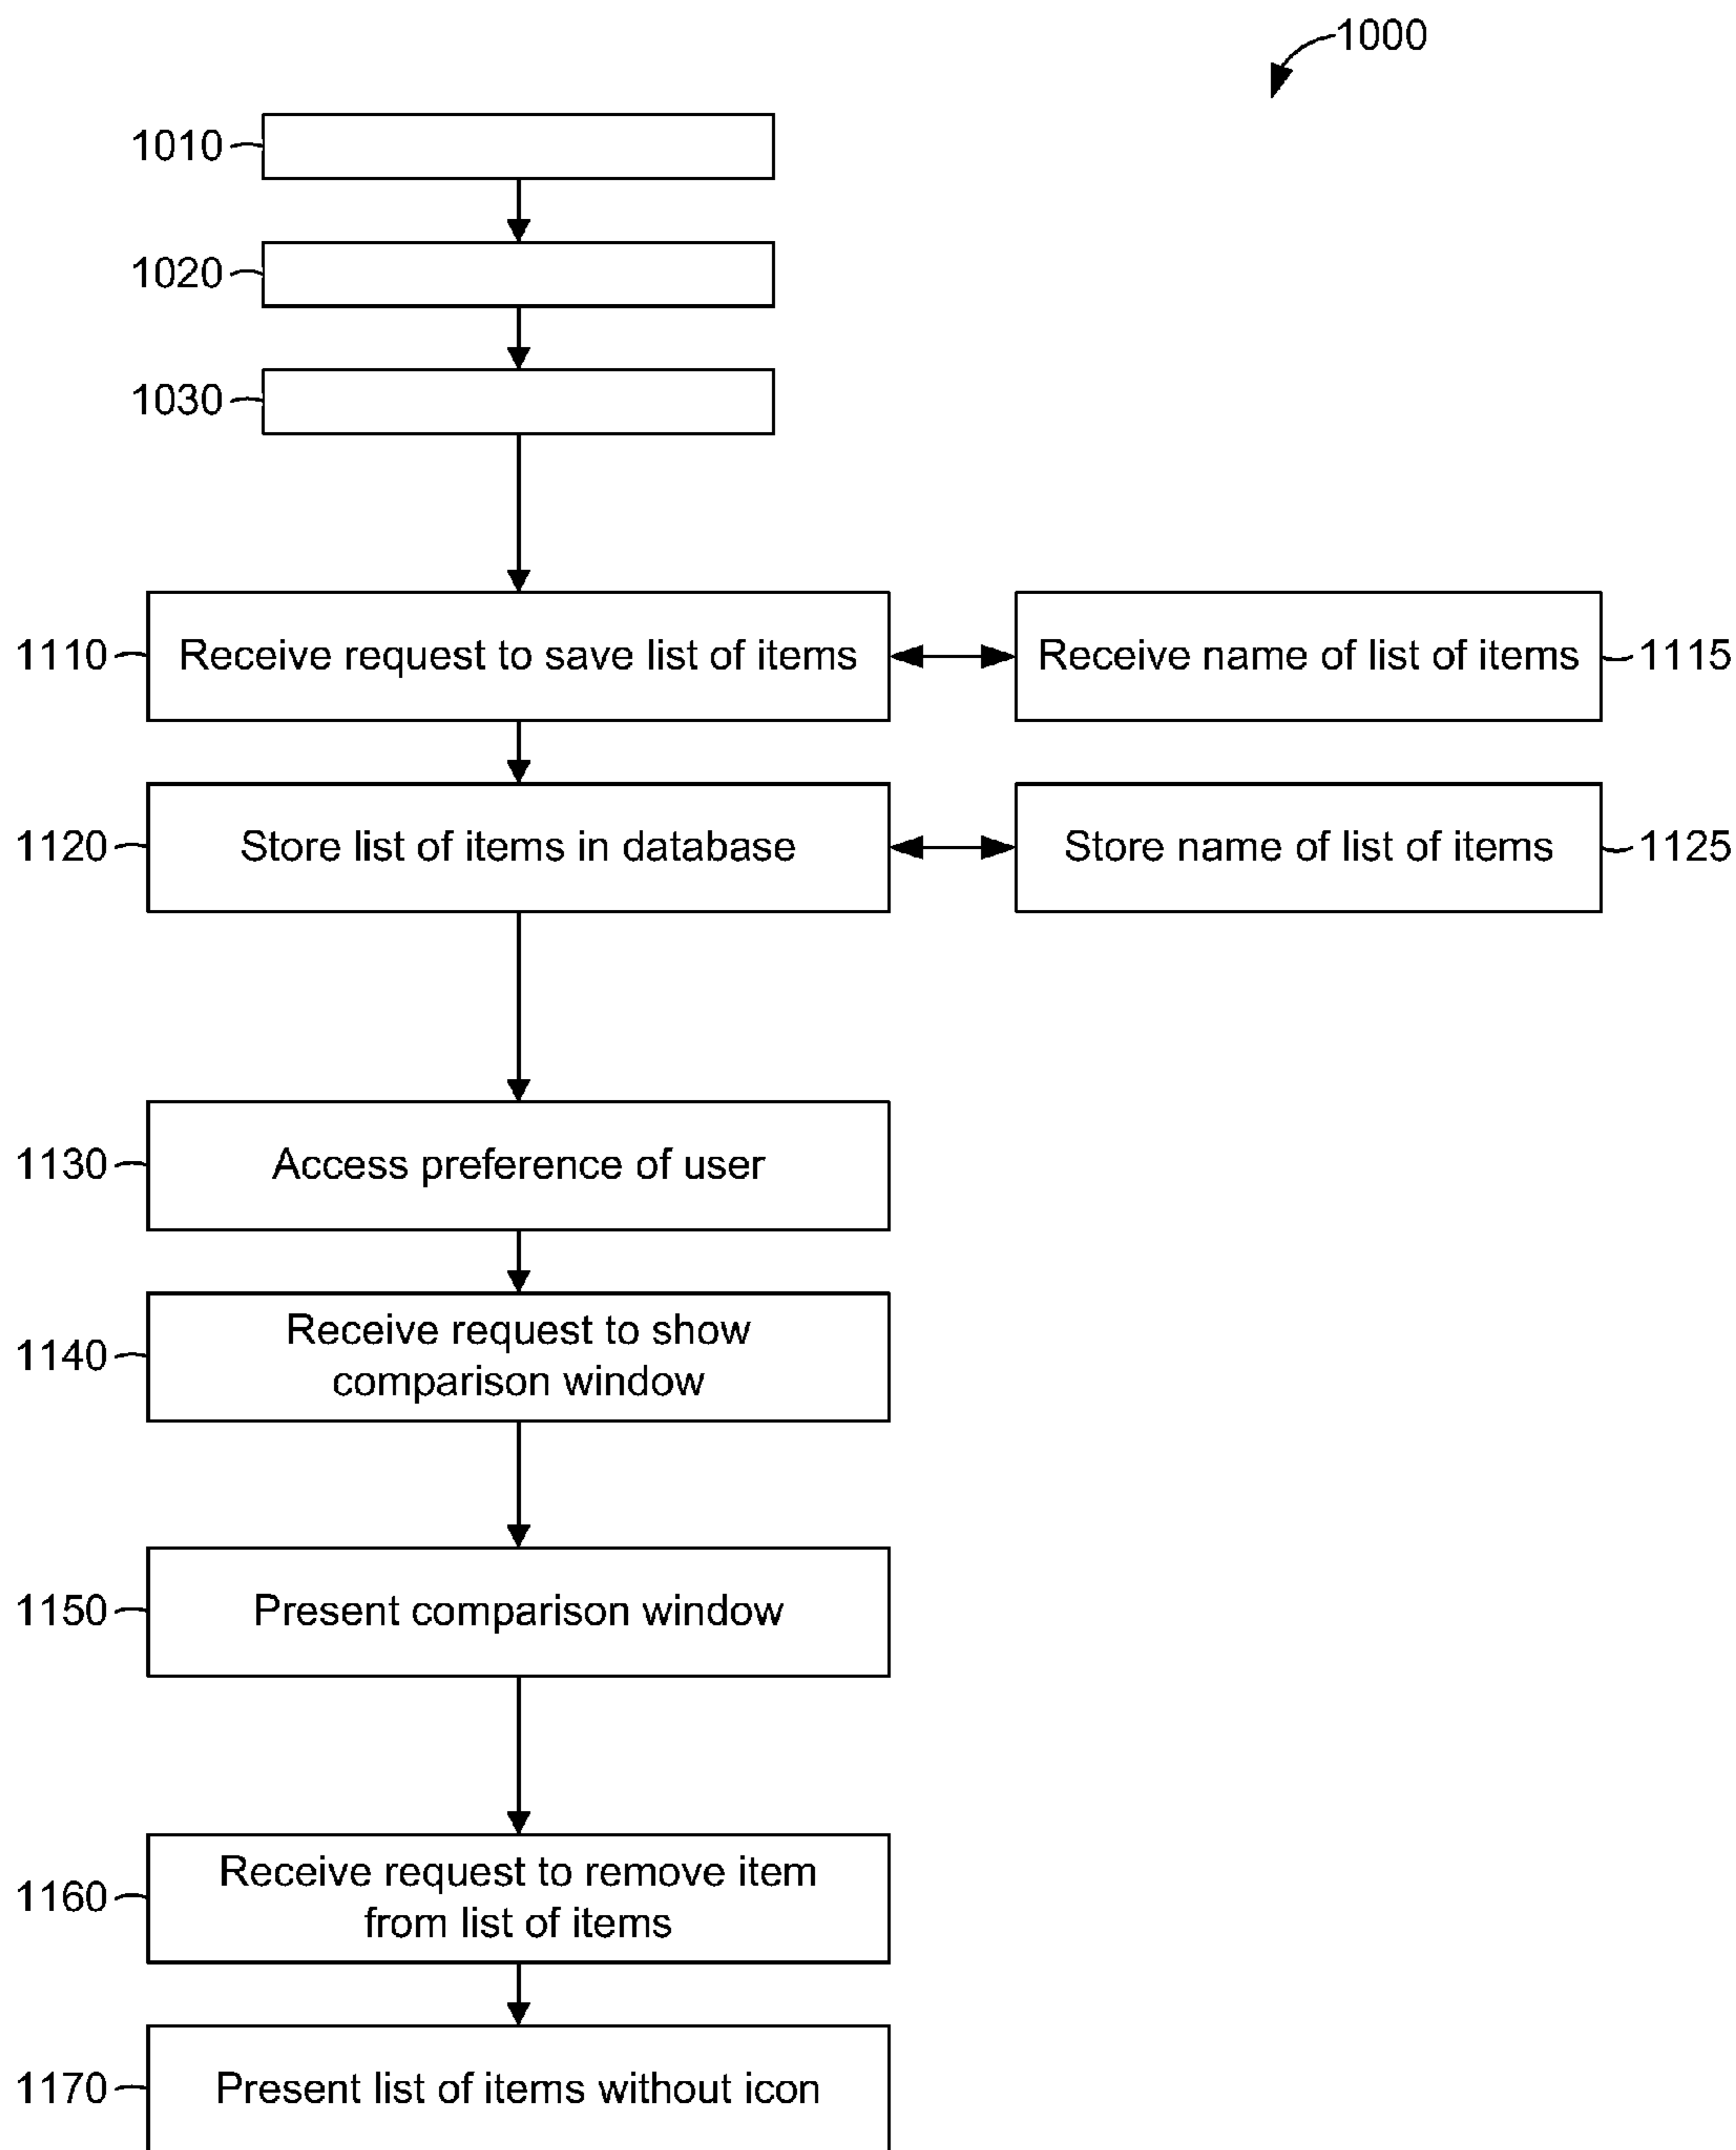 1000
1010
1020
1030
1110
Receive request to save list of items
Receive name of list of items
1115
1120
Store list of items in database
Store name of list of items
1125
1130
Access preference of user
1140
Receive request to show
comparison window
1150
Present comparison window
1160
Receive request to remove item
from list of items
1170
Present list of items without icon